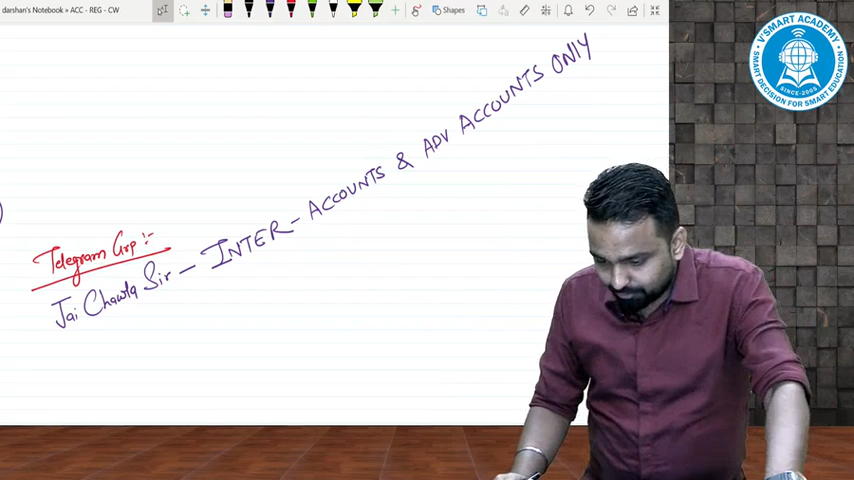 darshan's Notebook » ACC - REG - CW
Shapes
V'SMART ACADEMY
SMART DECISION FOR SMART EDUCATION
SINCE-2005
Telegram Grp :-
Jai Chawla Sir - INTER - ACCOUNTS & ADV ACCOUNTS ONLY